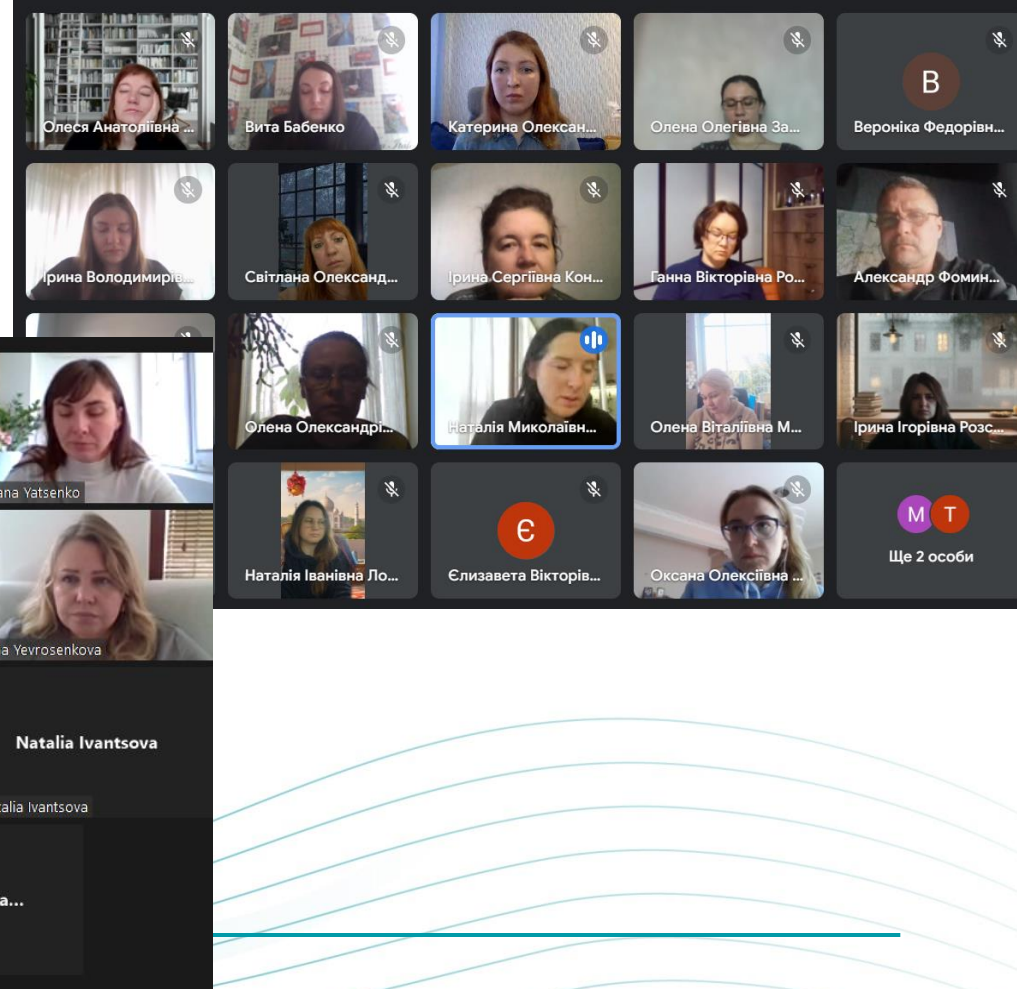 Олеся Анатоліївна ...
Вита Бабенко
Катерина Олексан...
Олена Олегівна За...
В
Вероніка Федорівн...
Ірина Володимирів...
Світлана Олександ...
Ірина Сергіївна Кон...
Ганна Вікторівна Ро...
Александр Фомин...
Олена Олександрі...
Наталія Миколаївн...
Олена Віталіївна М...
Ірина Ігорівна Розс...
Наталія Іванівна Ло...
Є
Єлизавета Вікторів...
Оксана Олексіївна ...
М Т
Ще 2 особи
ana Yatsenko
a Yevrosenkova
Natalia Ivantsova
talia Ivantsova
a...